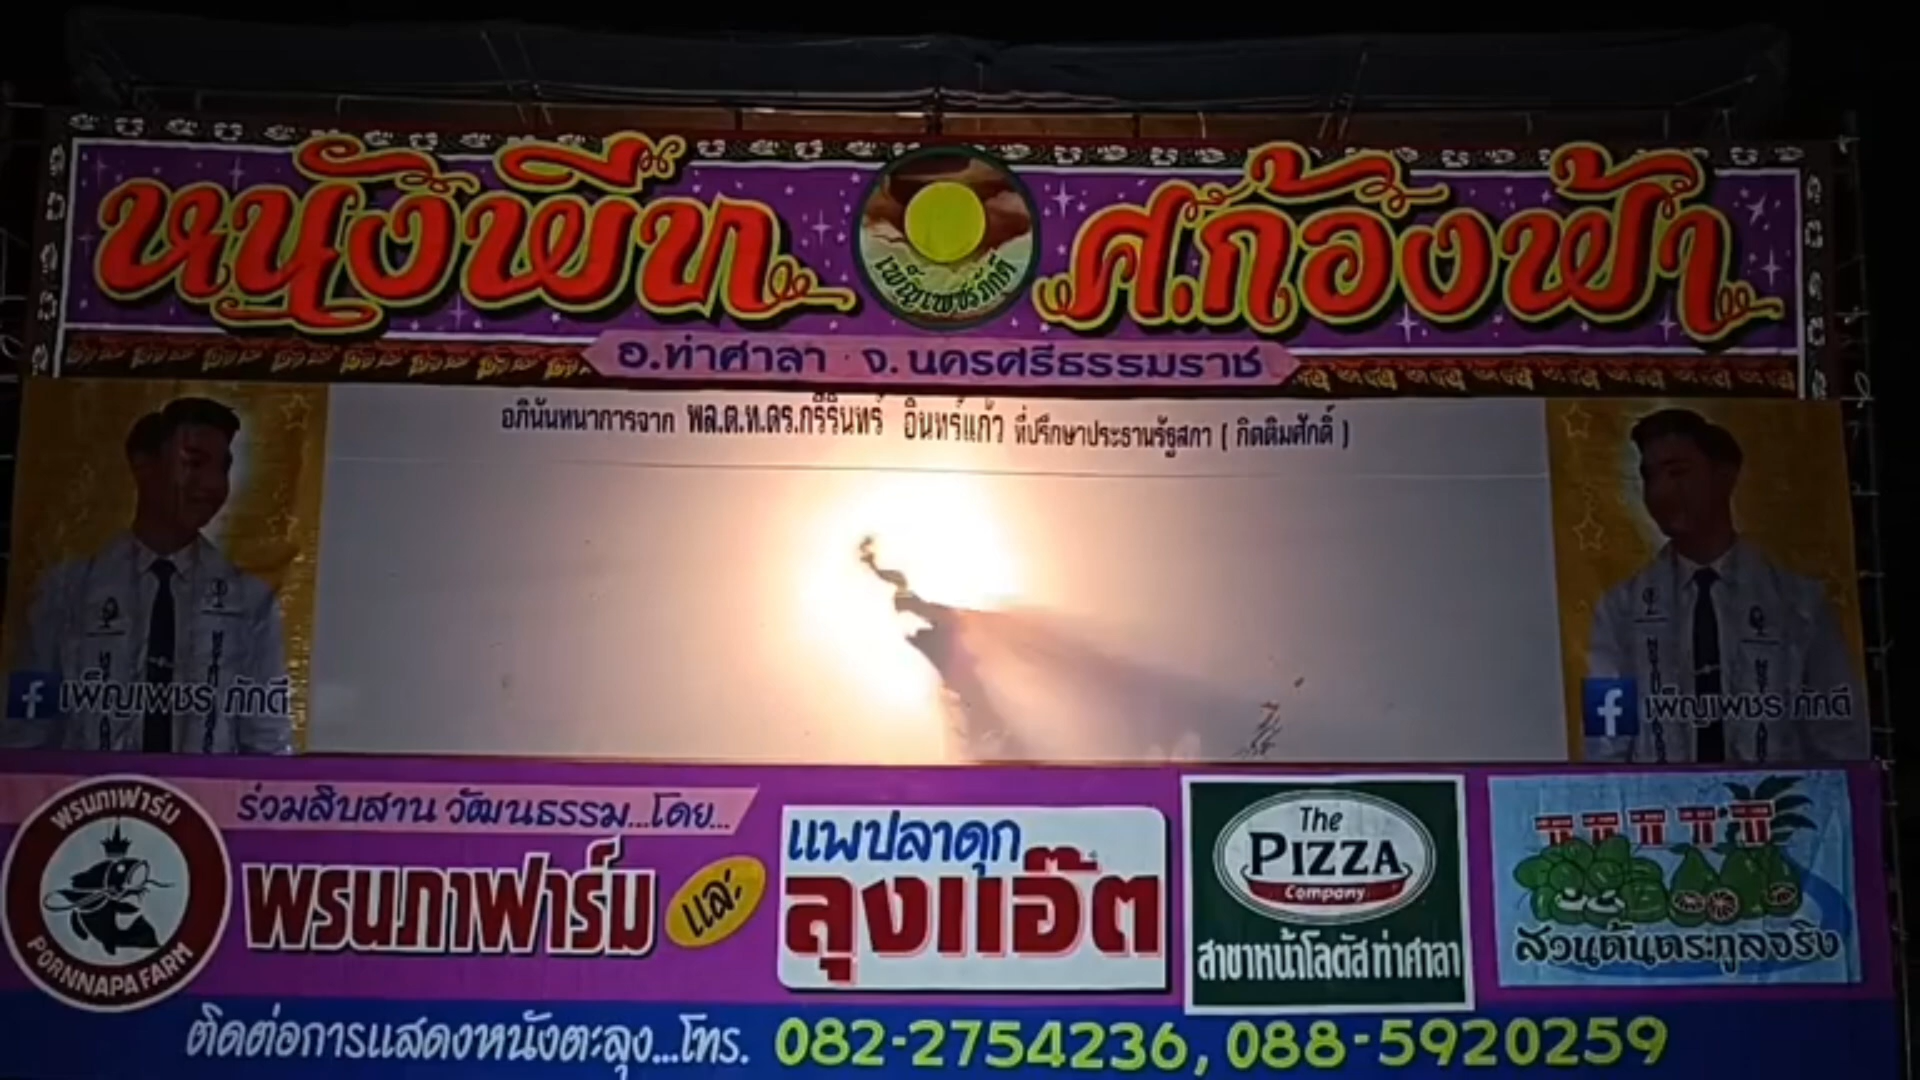 หนังพีท ศ.ก้องฟ้า
เพ็ญเพชร ภักดี
อ.ท่าศาลา จ.นครศรีธรรมราช
อภินันทนาการจาก พล.ต.ท.ดร.กรีรินทร์ อินทร์แก้ว ที่ปรึกษาประธานรัฐสภา ( กิตติมศักดิ์ )
เพ็ญเพชร ภักดี
เพ็ญเพชร ภักดี
ร่วมสืบสาน วัฒนธรรม...โดย...
พรนภาฟาร์ม
PORNNAPA FARM
พรนภาฟาร์ม และ
แพปลาดุก
ลุงแอ๊ต
The
PIZZA
Company
สาขาหน้าโลตัสท่าศาลา
สวนต้นตระกูลจริง
ติดต่อการแสดงหนังตะลุง...โทร. 082-2754236, 088-5920259